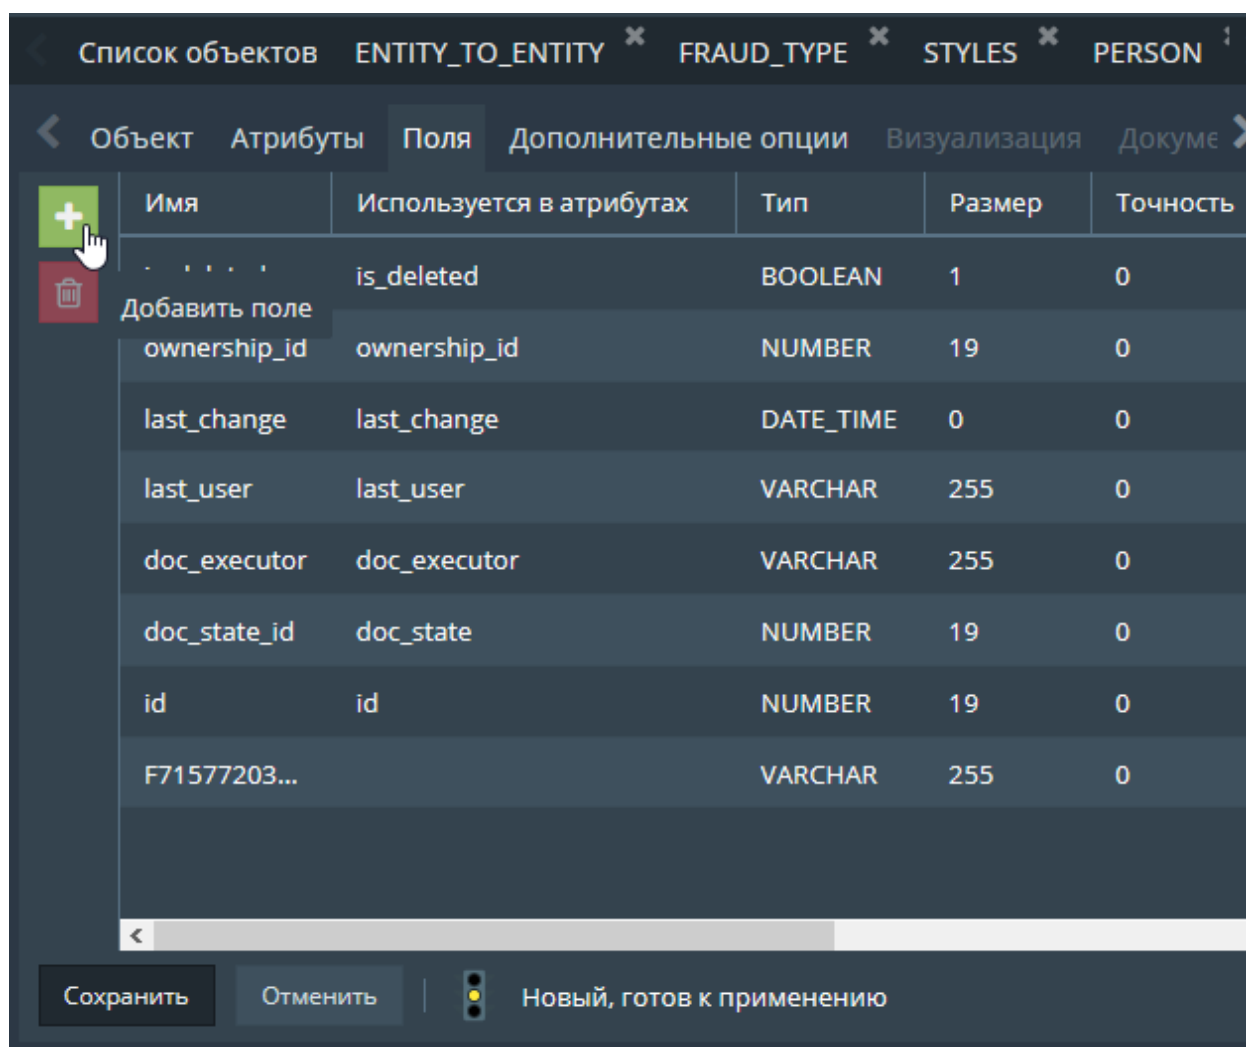 Список объектов ENTITY_TO_ENTITY FRAUD_TYPE STYLES PERSON
Объект Атрибуты Поля Дополнительные опции Визуализация Докуме
Имя Используется в атрибутах Тип Размер Точность
is_deleted BOOLEAN 1 0
Добавить поле
ownership_id ownership_id NUMBER 19 0
last_change last_change DATE_TIME 0 0
last_user last_user VARCHAR 255 0
doc_executor doc_executor VARCHAR 255 0
doc_state_id doc_state NUMBER 19 0
id id NUMBER 19 0
F71577203... VARCHAR 255 0
Сохранить Отменить Новый, готов к применению